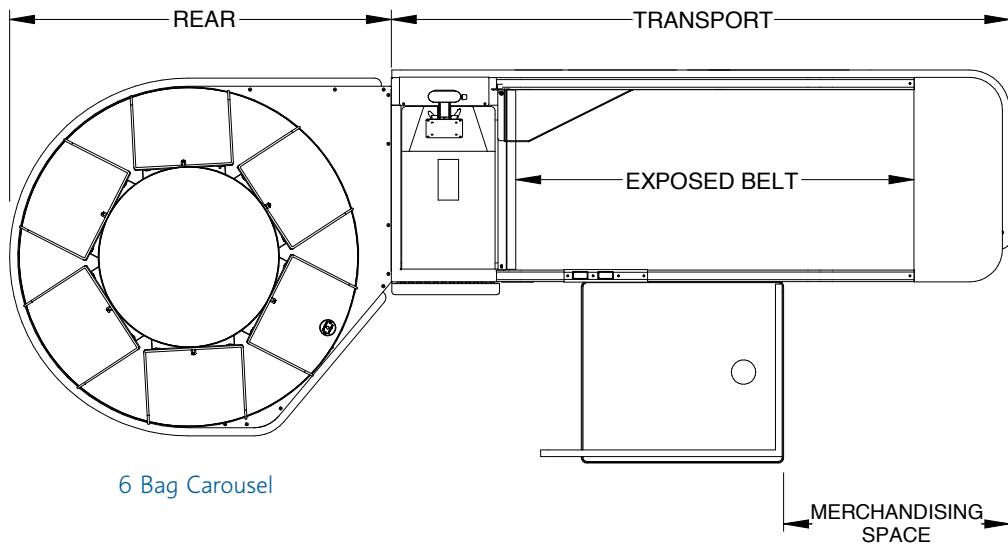 REAR
TRANSPORT
EXPOSED BELT
6 Bag Carousel
MERCHANDISING
SPACE